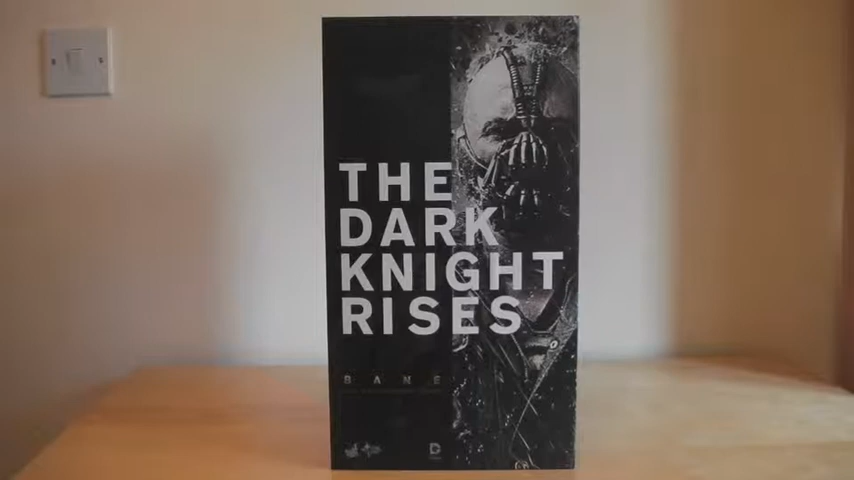 THE
DARK
KNIGHT
RISES
BANE